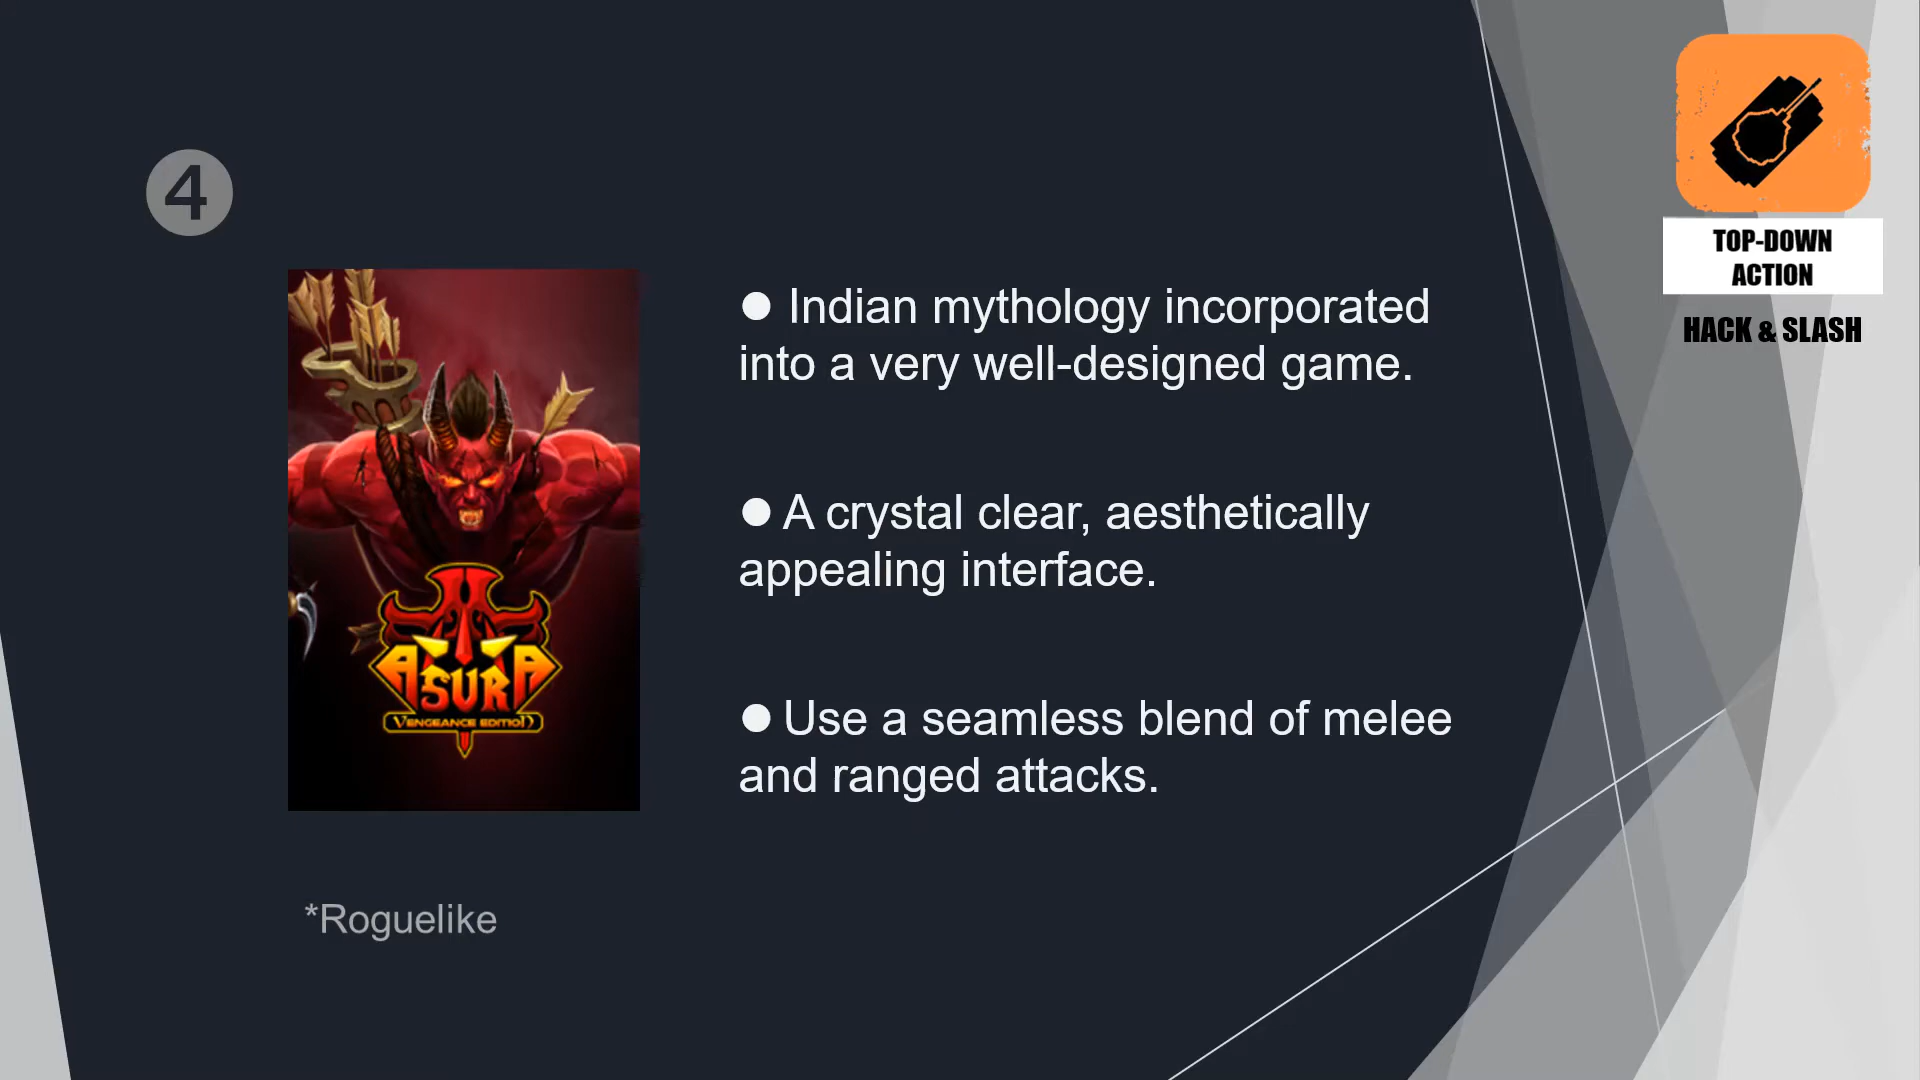 4
TOP-DOWN
ACTION
HACK & SLASH
● Indian mythology incorporated
into a very well-designed game.
● A crystal clear, aesthetically
appealing interface.
● Use a seamless blend of melee
and ranged attacks.
ASURA
VENGEANCE EDITION
*Roguelike